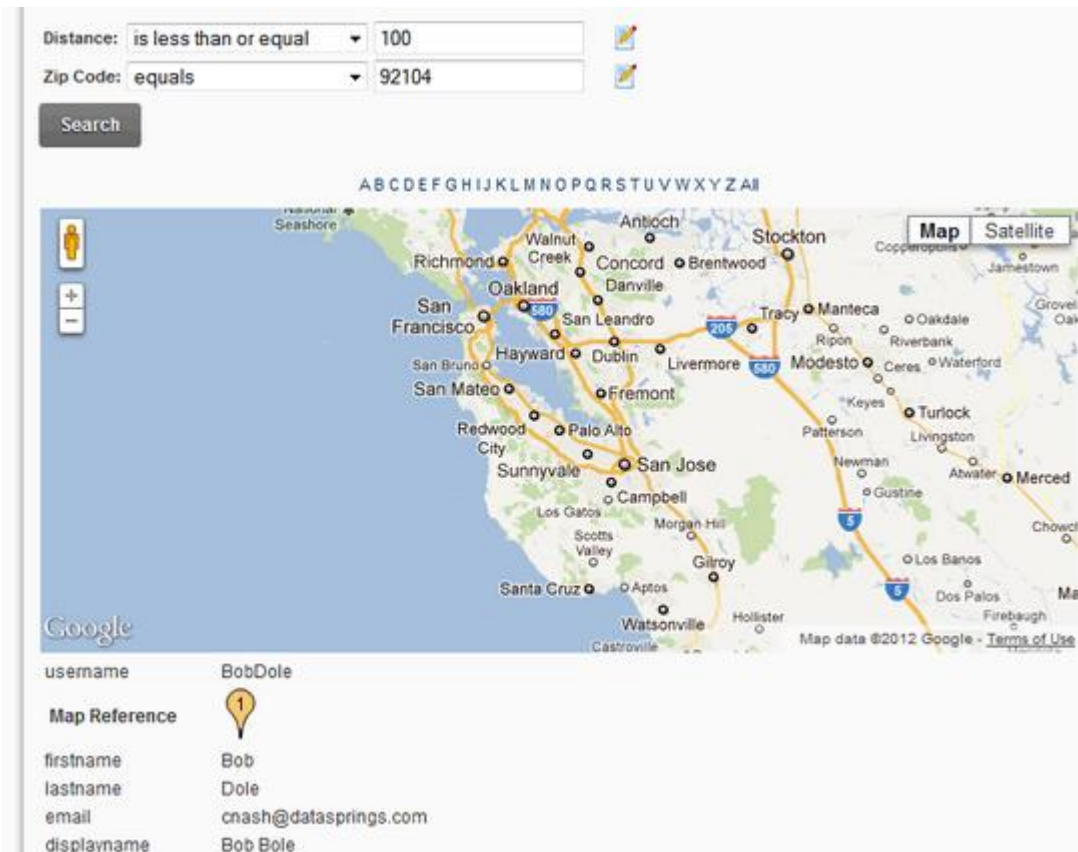 Distance: is less than or equal 100
Zip Code: equals 92104
Search
A B C D E F G H I J K L M N O P Q R S T U V W X Y Z All
Seashore
Antioch
Map Satellite
Walnut Creek
Stockton
Richmond
Concord
Brentwood
Jamestown
Danville
Oakland
San Francisco
580
San Leandro
Tracy
Manteca
205
Oakdale
Ripon
Riverbank
Hayward
Dublin
Livermore
580
Modesto
Ceres
Waterford
San Bruno
San Mateo
Fremont
Keyes
Turlock
Redwood City
Palo Alto
Patterson
Livingston
Sunnyvale
San Jose
Newman
Atwater
Merced
Campbell
Gustine
Los Gatos
Morgan Hill
5
Scotts Valley
Gilroy
Los Banos
Santa Cruz
Aptos
5
Dos Palos
Watsonville
Hollister
Firebaugh
Google
Castroville
Map data ©2012 Google - Terms of Use
username BobDole
Map Reference 1
firstname Bob
lastname Dole
email cnash@datasprings.com
displayname Bob Bole